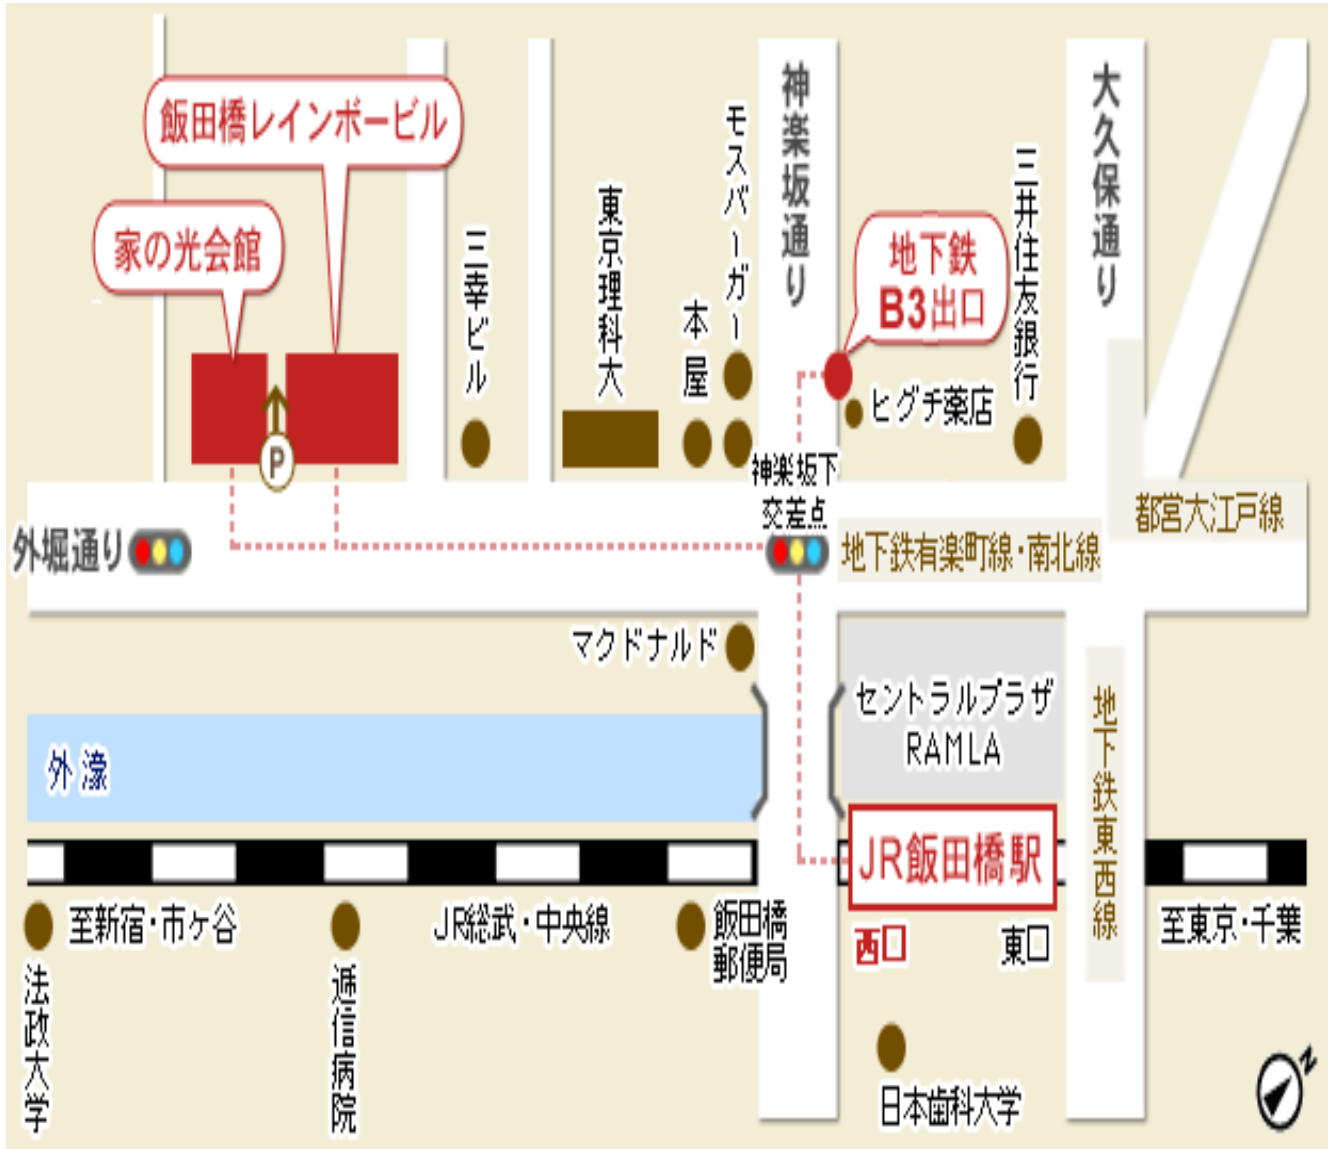 飯田橋レインボービル
家の光会館
三幸ビル
東京理科大
本屋
モスバーガー
神楽坂通り
地下鉄
B3出口
三井住友銀行
大久保通り
ヒグチ薬店
P
神楽坂下
交差点
外堀通り
地下鉄有楽町線・南北線
都営大江戸線
マクドナルド
セントラルプラザ
RAMLA
外濠
地下鉄東西線
JR飯田橋駅
西口
東口
至新宿・市ヶ谷
JR総武・中央線
飯田橋
郵便局
至東京・千葉
法政大学
逓信病院
日本歯科大学
N